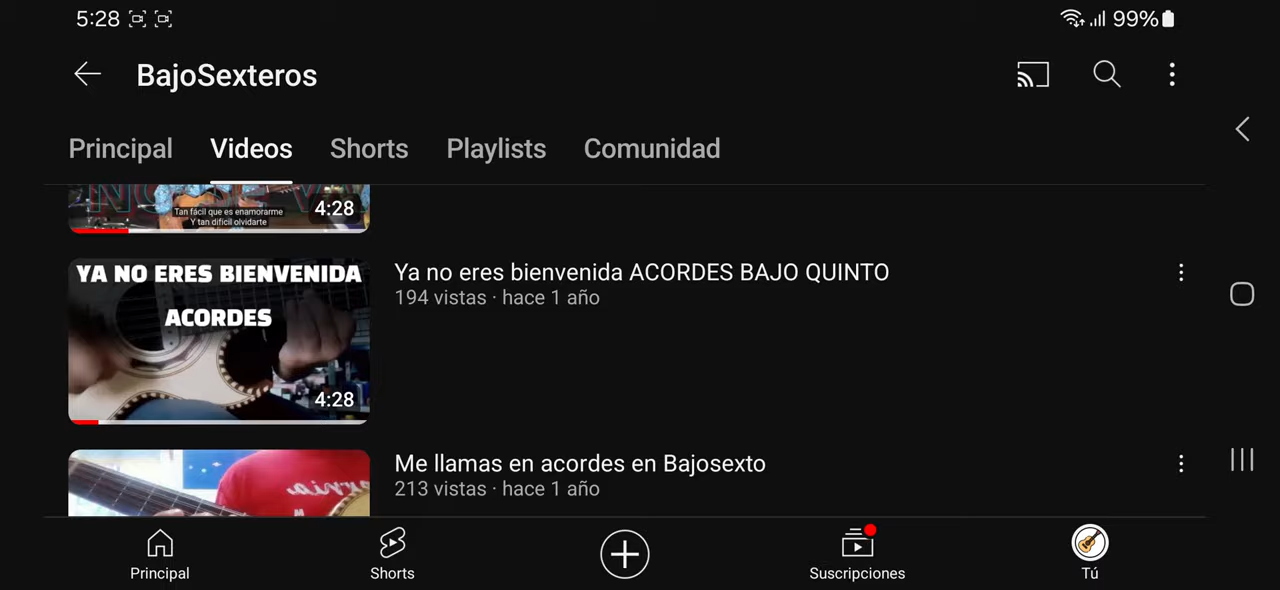 5:28 99%
BajoSexteros
Principal Videos Shorts Playlists Comunidad
Tan fácil que es enamorarme
Y tan difícil olvidarte
4:28
YA NO ERES BIENVENIDA
ACORDES
4:28
Ya no eres bienvenida ACORDES BAJO QUINTO
194 vistas · hace 1 año
Me llamas en acordes en Bajosexto
213 vistas · hace 1 año
Principal Shorts Suscripciones Tú